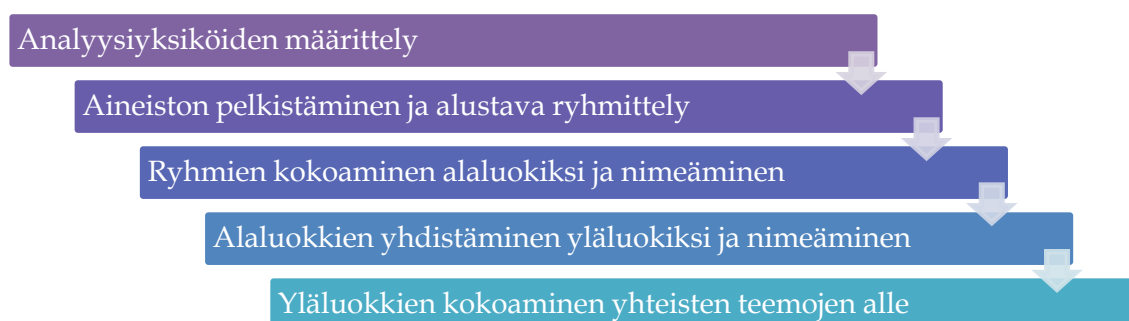 Analyysiyksiköiden määrittely
Aineiston pelkistäminen ja alustava ryhmittely
Ryhmien kokoaminen alaluokiksi ja nimeäminen
Alaluokkien yhdistäminen yläluokiksi ja nimeäminen
Yläluokkien kokoaminen yhteisten teemojen alle